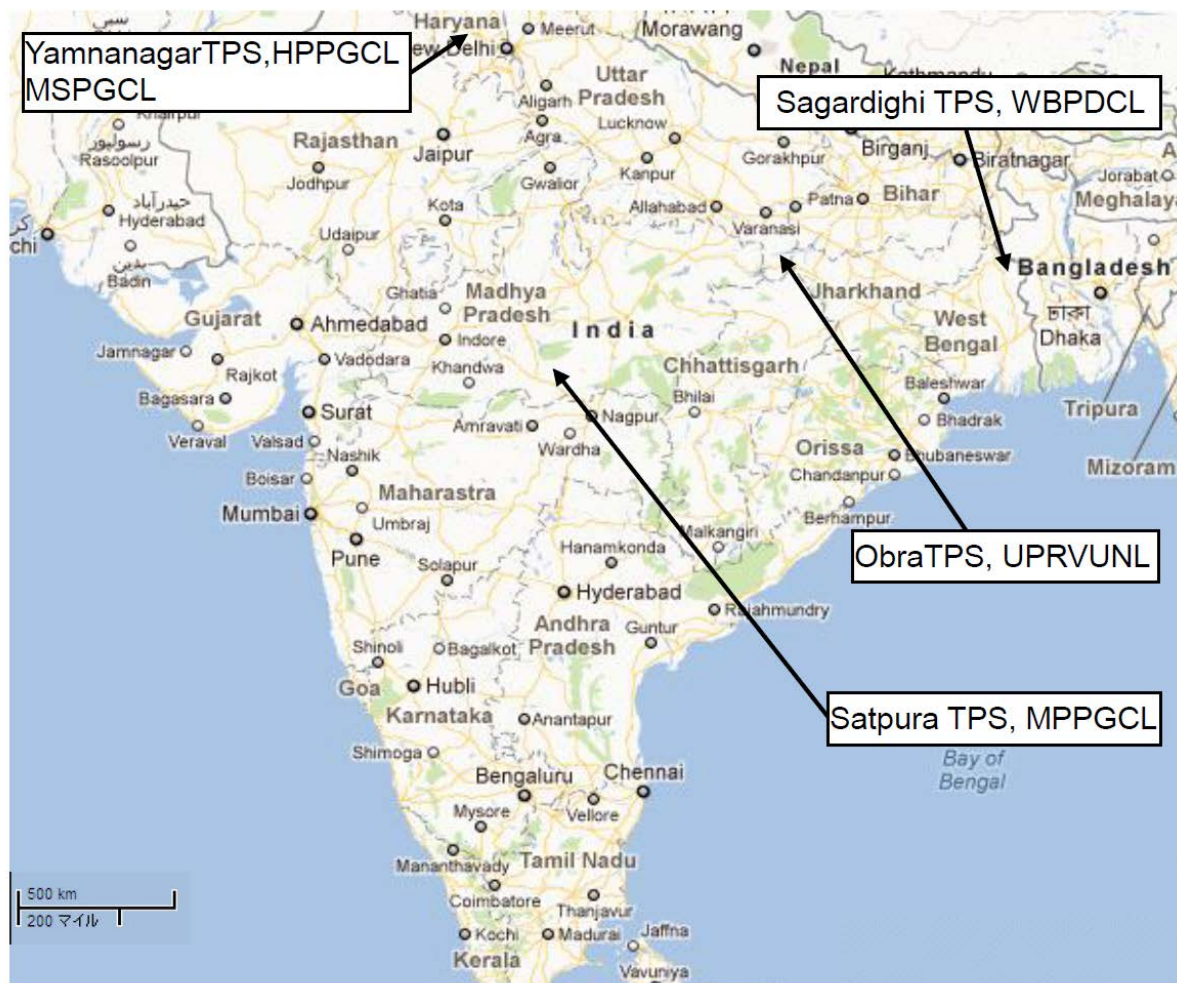 Haryana
Meerut
Morawang
YamnanagarTPS,HPPGCL
MSPGCL
ew Delhi
Nepal
Uttar
Pradesh
Kathmandu
Sagardighi TPS, WBPDCL
Khairpur
رسولپور
Rasoolpur
Aligarh
Rajasthan
Agra
Lucknow
Jaipur
Gorakhpur
Birganj
Biratnagar
Jodhpur
Gwalior
Kanpur
Jorabat
Meghalaya
حیدرآباد
Hyderabad
Kota
Allahabad
Patna
Bihar
Varanasi
chi
Udaipur
بدین
Badin
Bangladesh
Ghatia
Madhya
Pradesh
Jharkhand
Gujarat
Ahmedabad
India
West
Bengal
ঢাকা
Dhaka
Jamnagar
Indore
Vadodara
Khandwa
Chhattisgarh
Rajkot
Baleshwar
Bagasara
Surat
Bhilai
Nagpur
Bhadrak
Tripura
Veraval
Valsad
Amravati
Wardha
Nashik
Orissa
Bhubaneswar
Mizoram
Boisar
Chandanpur
Maharastra
Mumbai
Umbraj
Berhampur
Pune
Malkangiri
Hanamkonda
ObraTPS, UPRVUNL
Solapur
Hyderabad
Rajahmundry
Andhra
Pradesh
Guntur
Shinoli
Bagalkot
Goa
Hubli
Karnataka
Satpura TPS, MPPGCL
Anantapur
Shimoga
Bay of
Bengal
Bengaluru
Chennai
Mysore
Vellore
Mananthavady
Tamil Nadu
500 km
Coimbatore
200 マイル
Thanjavur
Kochi
Madurai
Jaffna
Kerala
Vavuniya